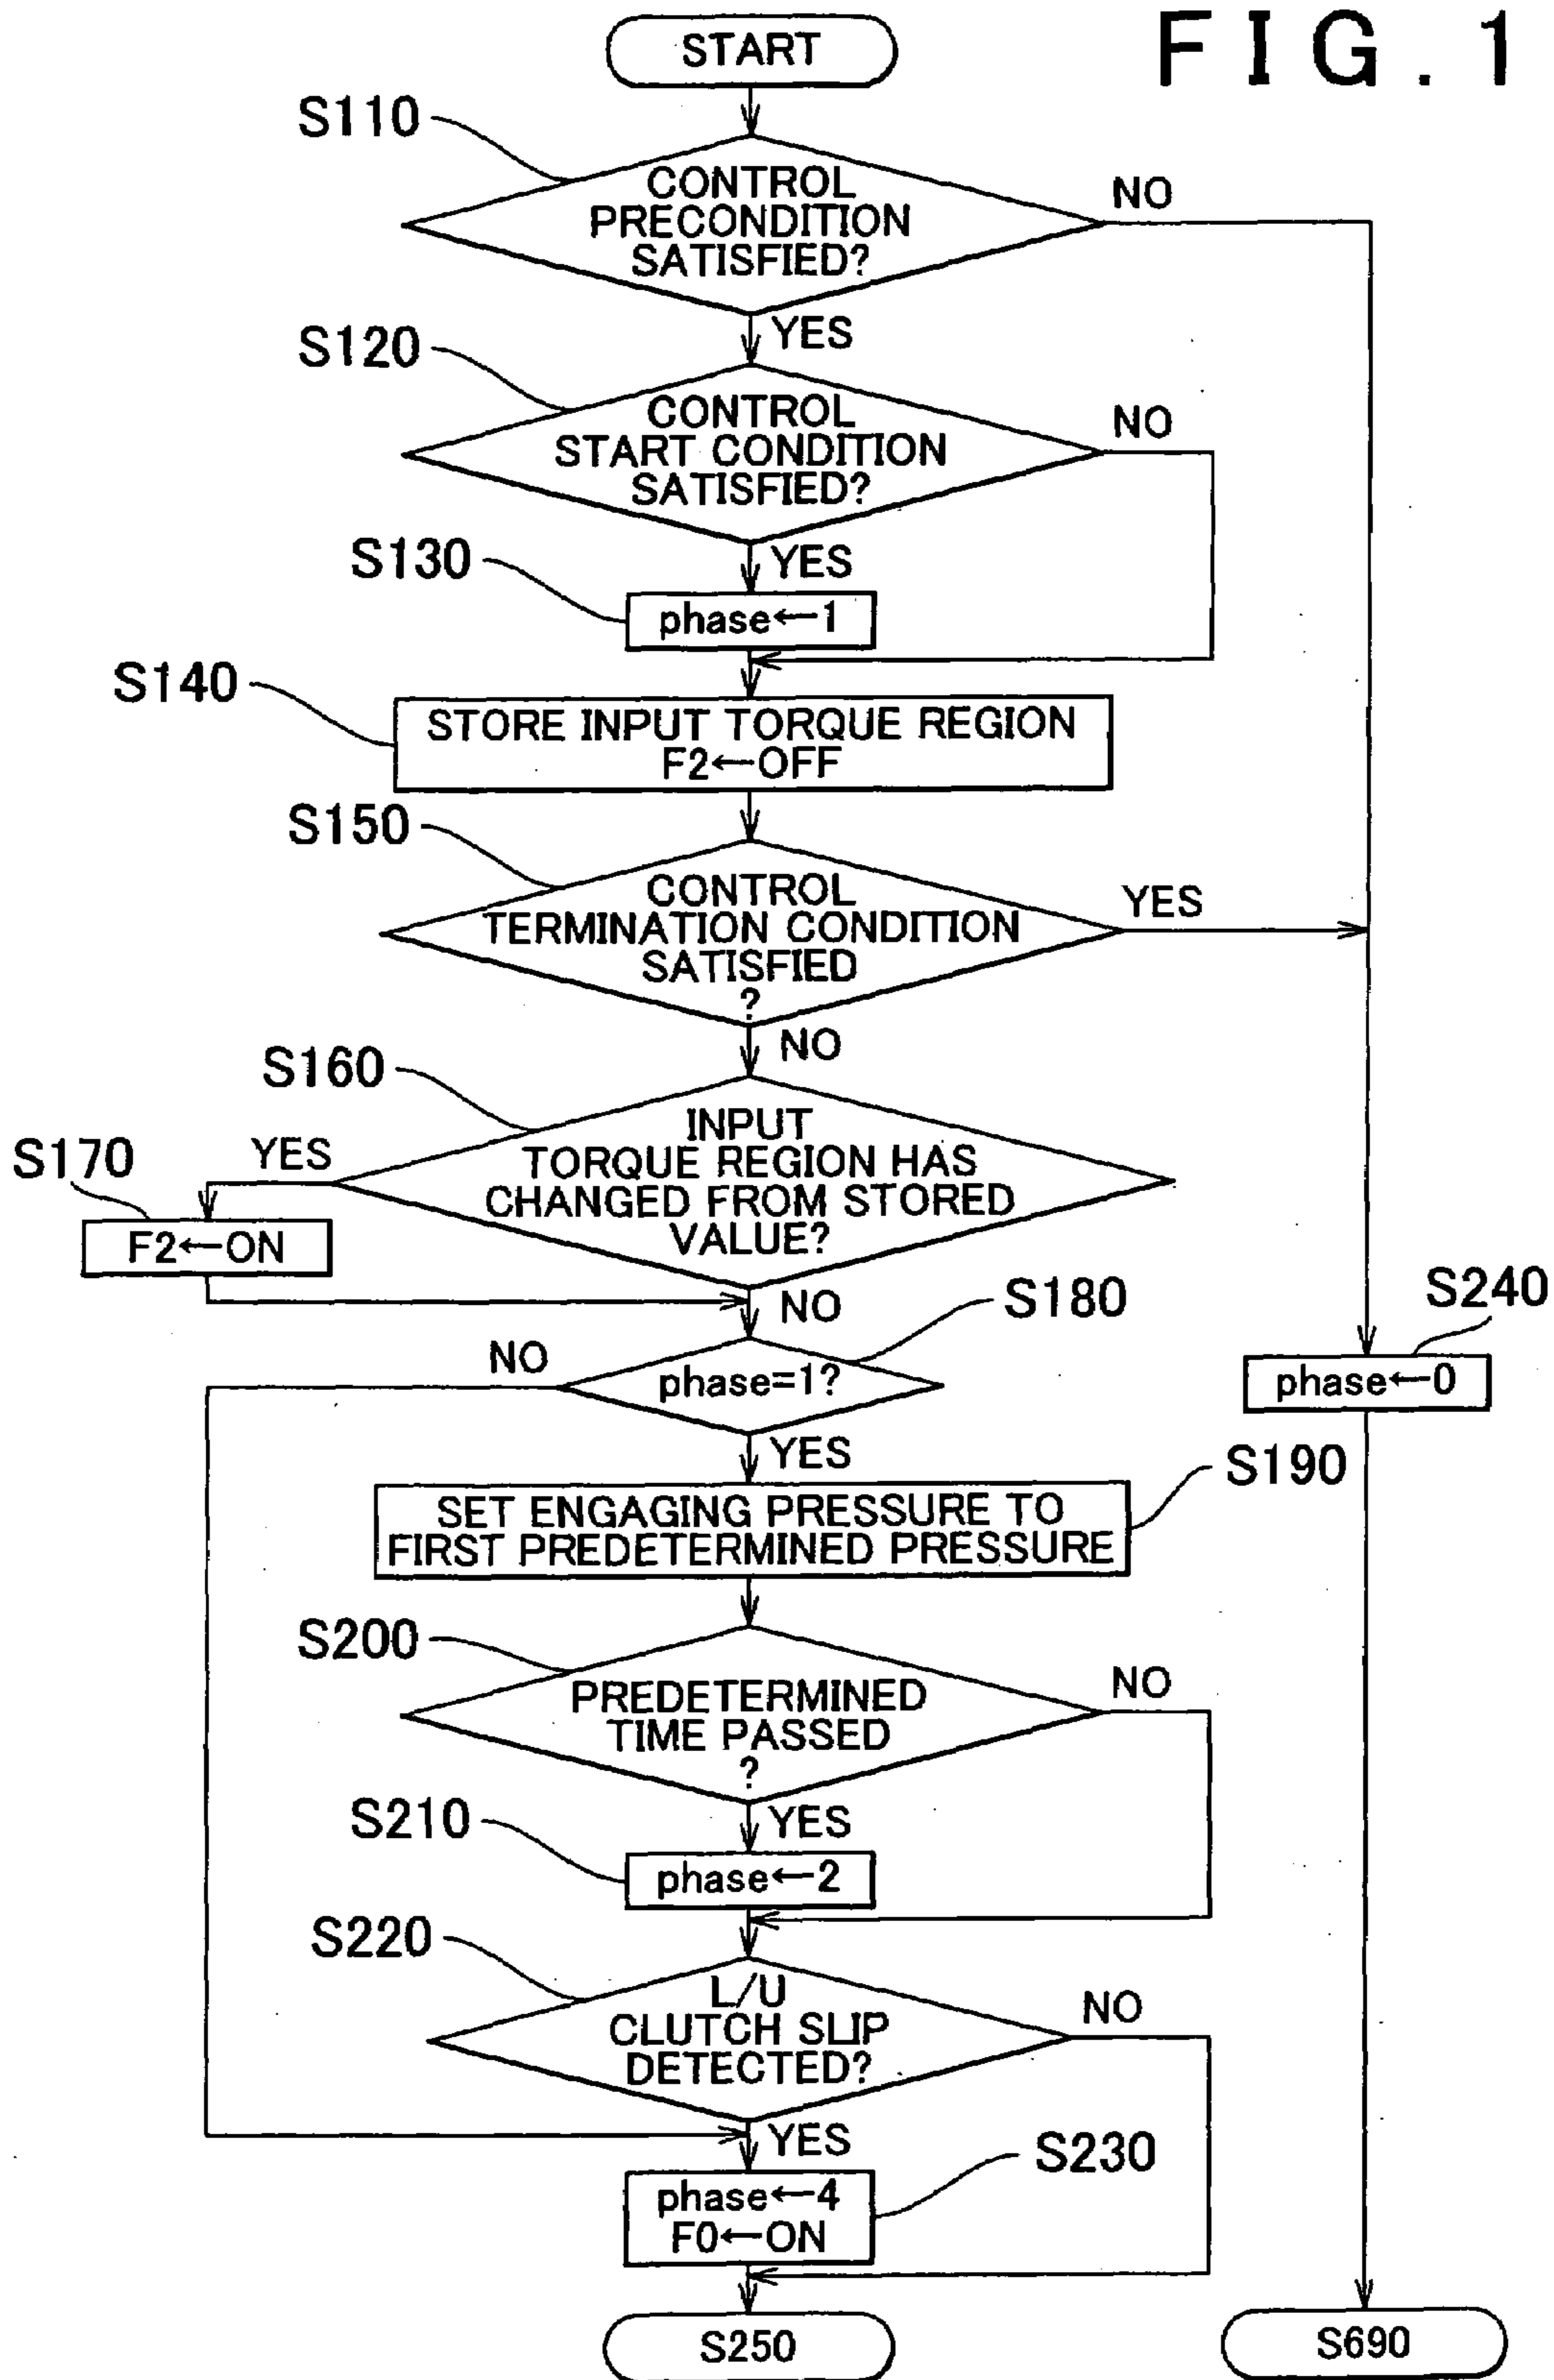 FIG. 1
START
S110
CONTROL
PRECONDITION
SATISFIED?
NO
YES
S120
CONTROL
START CONDITION
SATISFIED?
NO
YES
S130
phase←1
S140
STORE INPUT TORQUE REGION
F2←OFF
S150
CONTROL
TERMINATION CONDITION
SATISFIED
?
YES
NO
S160
INPUT
TORQUE REGION HAS
CHANGED FROM STORED
VALUE?
YES
S170
F2←ON
NO
S180
phase=1?
NO
S240
phase←0
YES
S190
SET ENGAGING PRESSURE TO
FIRST PREDETERMINED PRESSURE
S200
PREDETERMINED
TIME PASSED
?
NO
YES
S210
phase←2
S220
L/U
CLUTCH SLIP
DETECTED?
NO
YES
S230
phase←4
F0←ON
S250
S690